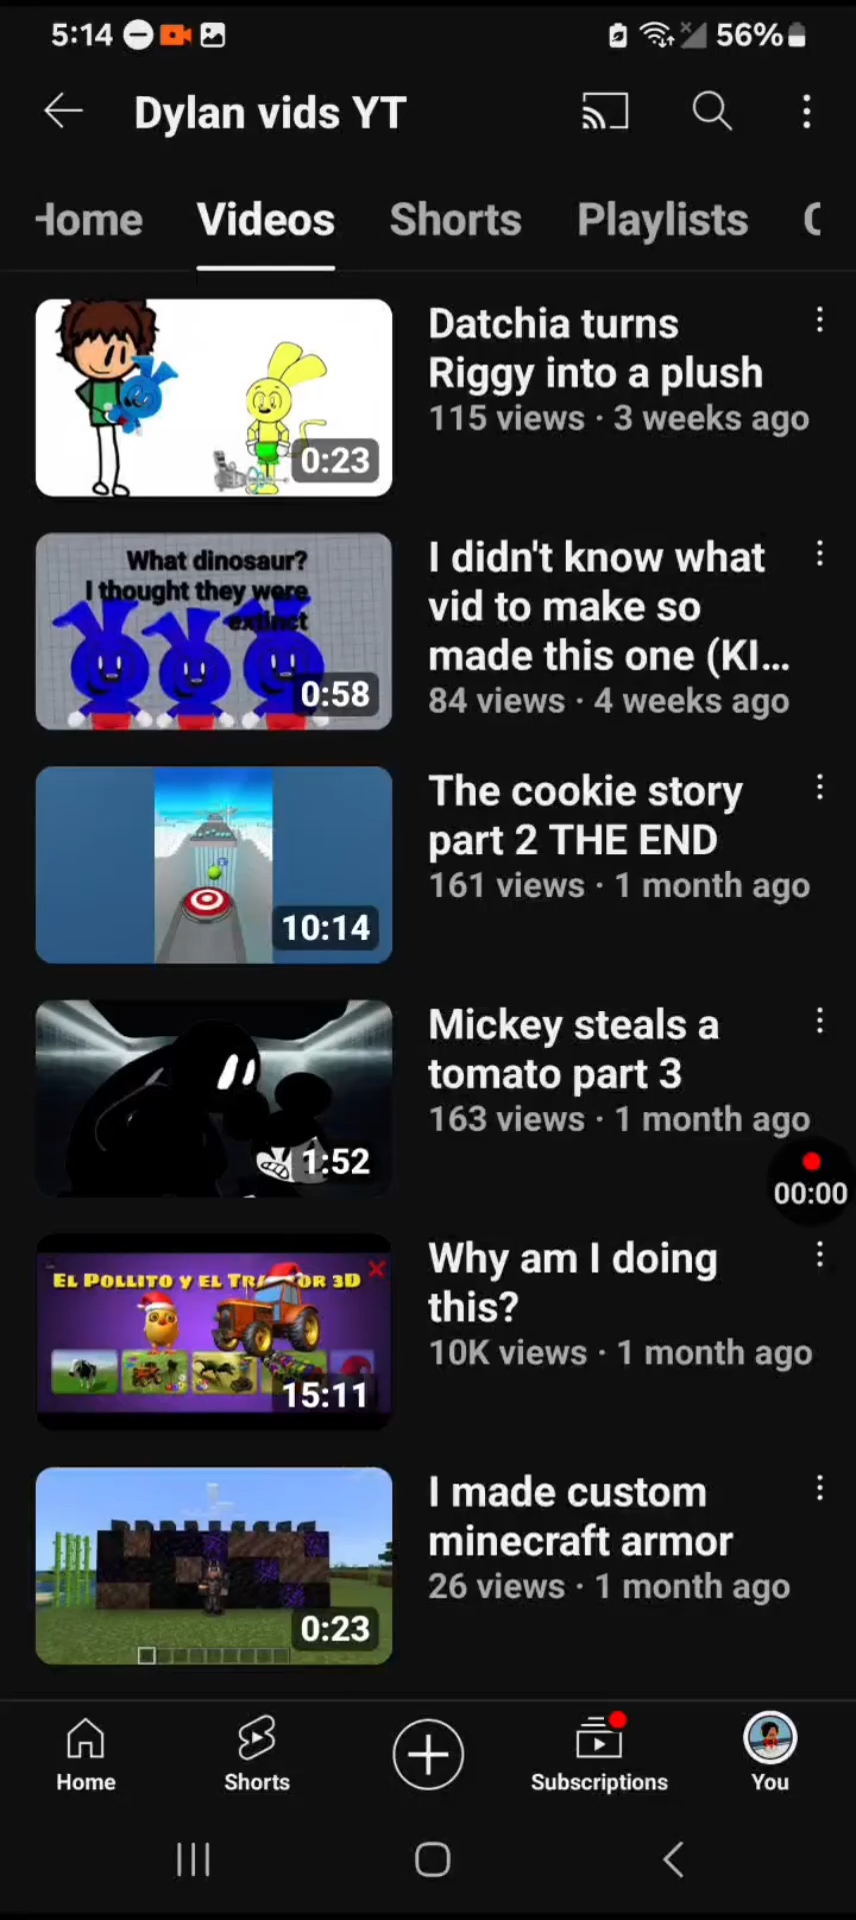 5:14 56%
Dylan vids YT
Home Videos Shorts Playlists
Datchia turns
Riggy into a plush
115 views · 3 weeks ago
0:23
What dinosaur?
I thought they were
extinct
0:58
I didn't know what
vid to make so
made this one (KI...
84 views · 4 weeks ago
The cookie story
part 2 THE END
161 views · 1 month ago
10:14
Mickey steals a
tomato part 3
163 views · 1 month ago
1:52
00:00
EL POLLITO Y EL TRACTOR 3D
15:11
Why am I doing
this?
10K views · 1 month ago
I made custom
minecraft armor
26 views · 1 month ago
0:23
Home Shorts Subscriptions You